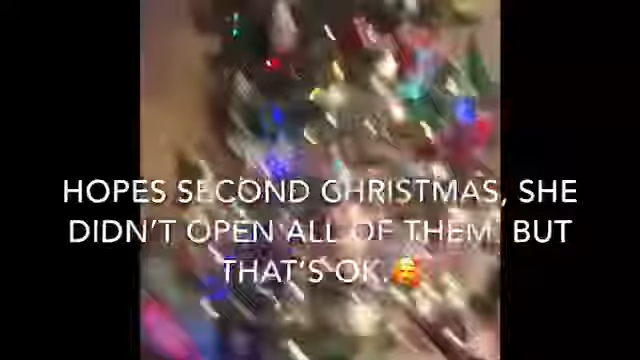 HOPES SECOND CHRISTMAS, SHE
DIDN'T OPEN ALL OF THEM, BUT
THAT'S OK.🥰